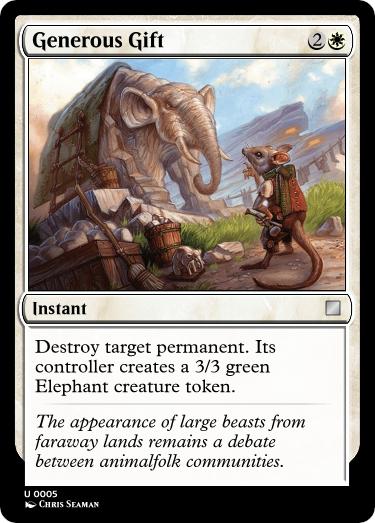 Generous Gift 2
Instant
Destroy target permanent. Its
controller creates a 3/3 green
Elephant creature token.
The appearance of large beasts from
faraway lands remains a debate
between animalfolk communities.
U 0005
Chris Seaman